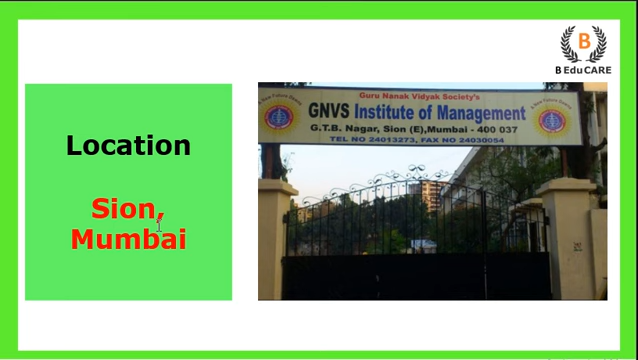 B
B EduCARE
Location
Sion,
Mumbai
Guru Nanak Vidyak Society's
GNVS Institute of Management
G.T.B. Nagar, Sion (E),Mumbai - 400 037
TEL NO 24013273, FAX NO 24030054